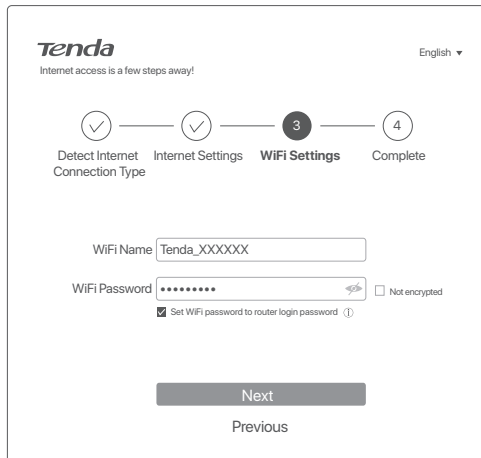 Tenda
English
Internet access is a few steps away!
3
4
Detect Internet
Connection Type
Internet Settings
WiFi Settings
Complete
WiFi Name
Tenda_XXXXXX
WiFi Password
•••••••••
Not encrypted
Set WiFi password to router login password
Next
Previous